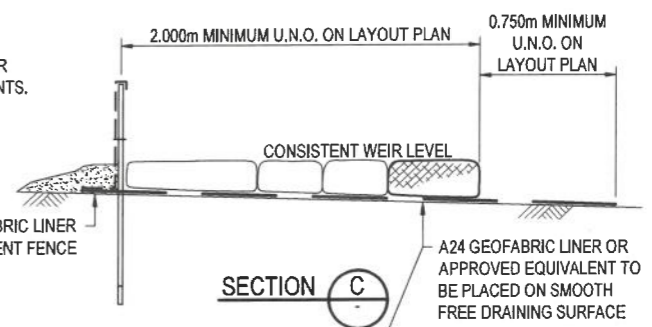 2.000m MINIMUM U.N.O. ON LAYOUT PLAN
0.750m MINIMUM
U.N.O. ON
LAYOUT PLAN
R
NTS.
CONSISTENT WEIR LEVEL
BRIC LINER
ENT FENCE
A24 GEOFABRIC LINER OR
APPROVED EQUIVALENT TO
BE PLACED ON SMOOTH
FREE DRAINING SURFACE
SECTION C
-